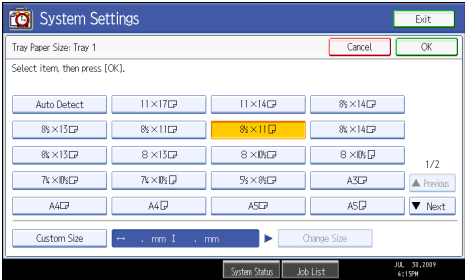 System Settings
Exit
Tray Paper Size: Tray 1
Cancel
OK
Select item, then press [OK].
Auto Detect 11×17 11×14 8½×14
8½×13 8½×11 8½×11 8¼×14
8¼×13 8×13 8×10½ 8×10½
7¼×10½ 7¼×10½ 5½×8½ A3
A4 A4 A5 A5
1/2
▲ Previous
▼ Next
Custom Size ↔ . mm ↕ . mm ▶ Change Size
System Status Job List
JUL 30,2009
4:15PM